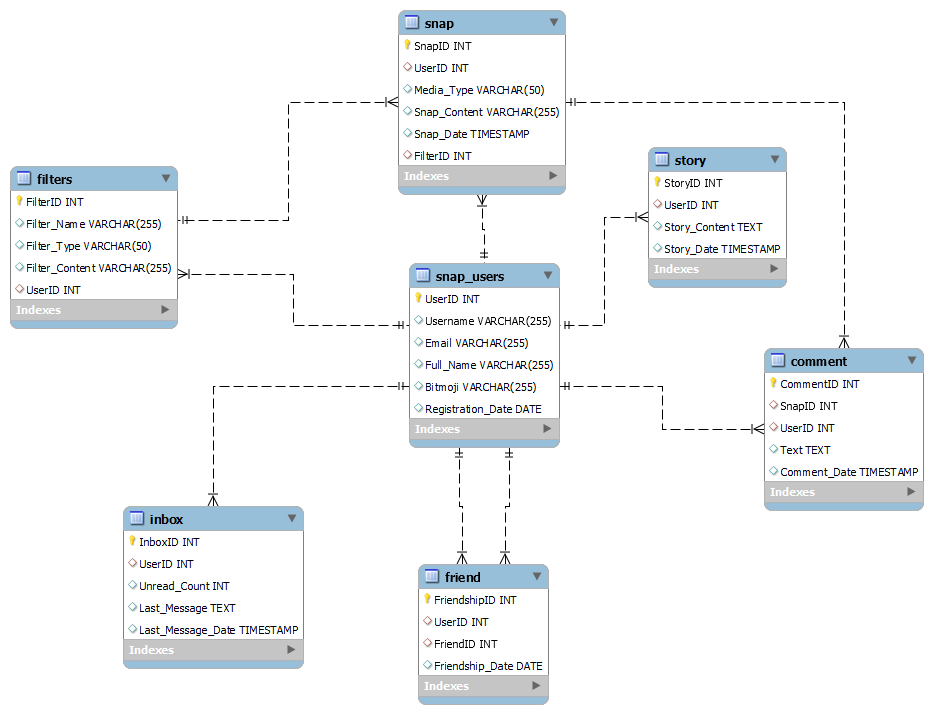 snap
SnapID INT
UserID INT
Media_Type VARCHAR(50)
Snap_Content VARCHAR(255)
Snap_Date TIMESTAMP
FilterID INT
Indexes
filters
FilterID INT
Filter_Name VARCHAR(255)
Filter_Type VARCHAR(50)
Filter_Content VARCHAR(255)
UserID INT
Indexes
story
StoryID INT
UserID INT
Story_Content TEXT
Story_Date TIMESTAMP
Indexes
snap_users
UserID INT
Username VARCHAR(255)
Email VARCHAR(255)
Full_Name VARCHAR(255)
Bitmoji VARCHAR(255)
Registration_Date DATE
Indexes
comment
CommentID INT
SnapID INT
UserID INT
Text TEXT
Comment_Date TIMESTAMP
Indexes
inbox
InboxID INT
UserID INT
Unread_Count INT
Last_Message TEXT
Last_Message_Date TIMESTAMP
Indexes
friend
FriendshipID INT
UserID INT
FriendID INT
Friendship_Date DATE
Indexes